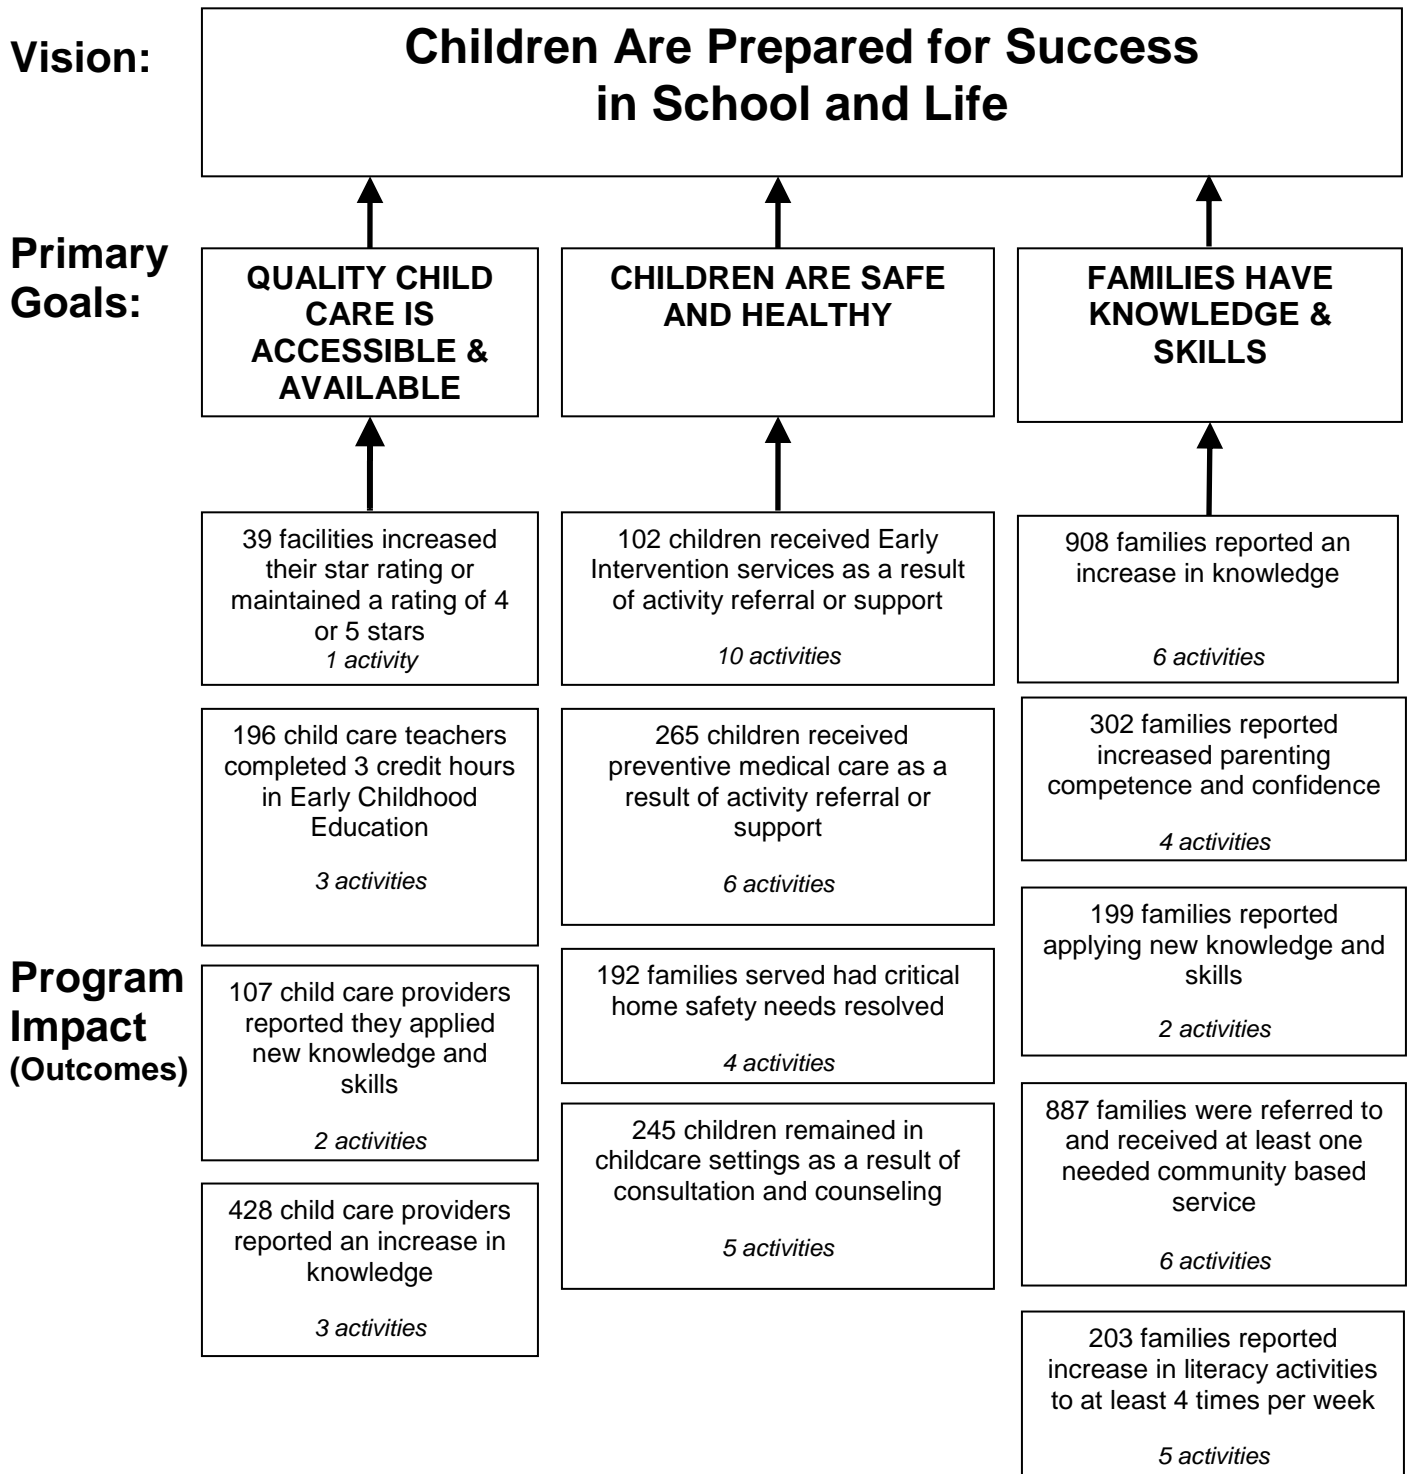 Vision:
Children Are Prepared for Success
in School and Life
Primary
Goals:
QUALITY CHILD
CARE IS
ACCESSIBLE &
AVAILABLE
CHILDREN ARE SAFE
AND HEALTHY
FAMILIES HAVE
KNOWLEDGE &
SKILLS
Program
Impact
(Outcomes)
39 facilities increased
their star rating or
maintained a rating of 4
or 5 stars
1 activity
196 child care teachers
completed 3 credit hours
in Early Childhood
Education
3 activities
107 child care providers
reported they applied
new knowledge and
skills
2 activities
428 child care providers
reported an increase in
knowledge
3 activities
102 children received Early
Intervention services as a result
of activity referral or support
10 activities
265 children received
preventive medical care as a
result of activity referral or
support
6 activities
192 families served had critical
home safety needs resolved
4 activities
245 children remained in
childcare settings as a result of
consultation and counseling
5 activities
908 families reported an
increase in knowledge
6 activities
302 families reported
increased parenting
competence and confidence
4 activities
199 families reported
applying new knowledge and
skills
2 activities
887 families were referred to
and received at least one
needed community based
service
6 activities
203 families reported
increase in literacy activities
to at least 4 times per week
5 activities